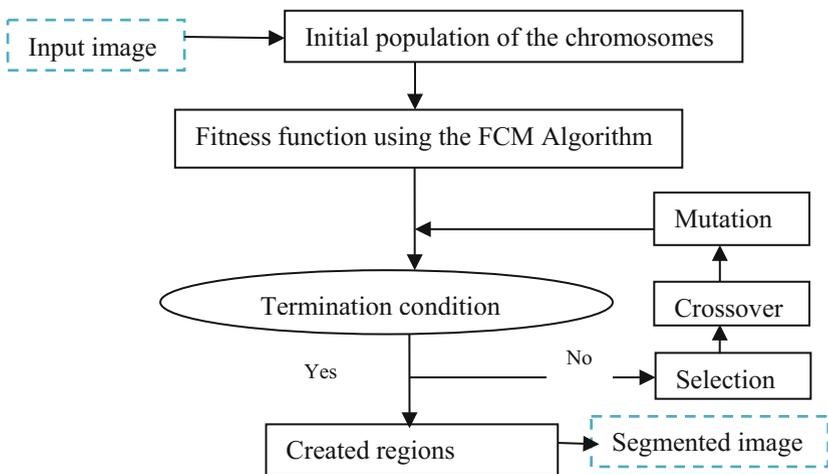 Input image
Initial population of the chromosomes
Fitness function using the FCM Algorithm
Mutation
Termination condition
Crossover
No
Yes
Selection
Created regions
Segmented image